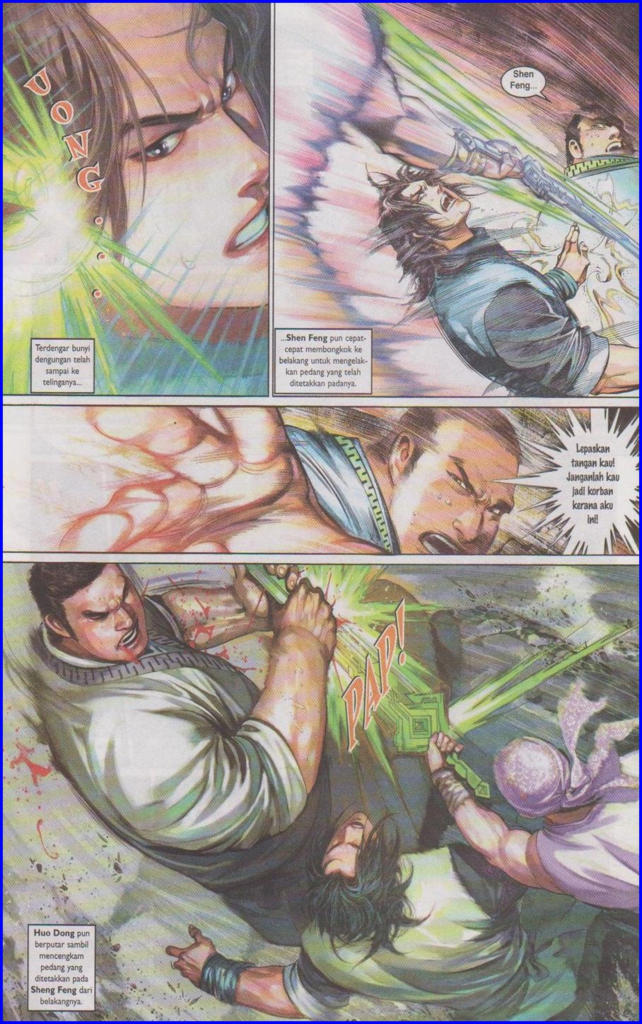 UONG...
Terdengar bunyi
dengungan telah
sampai ke
telinganya...
Shen
Feng...
...Shen Feng pun cepat-
cepat membongkok ke
belakang untuk mengelak-
kan pedang yang telah
ditetakkan padanya.
Lepaskan
tangan kau!
Janganlah kau
jadi korban
kerana aku
ini!
PAP!
Huo Dong pun
berputar sambil
mencengkam
pedang yang
ditetakkan pada
Sheng Feng dari
belakangnya.